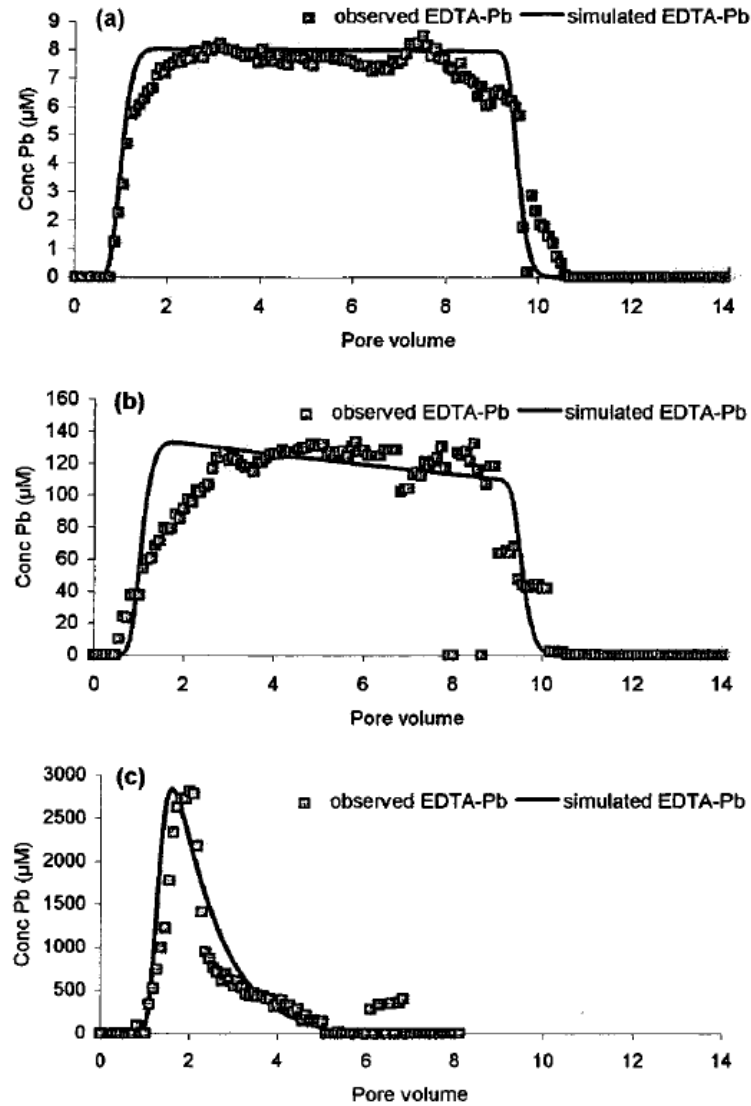 (a) observed EDTA-Pb simulated EDTA-Pb
9
8
7
6
5
4
3
2
1
0
Conc Pb (µM)
0 2 4 6 8 10 12 14
Pore volume
(b) observed EDTA-Pb simulated EDTA-Pb
160
140
120
100
80
60
40
20
0
Conc Pb (µM)
0 2 4 6 8 10 12 14
Pore volume
(c) observed EDTA-Pb simulated EDTA-Pb
3000
2500
2000
1500
1000
500
0
Conc Pb (µM)
0 2 4 6 8 10 12 14
Pore volume